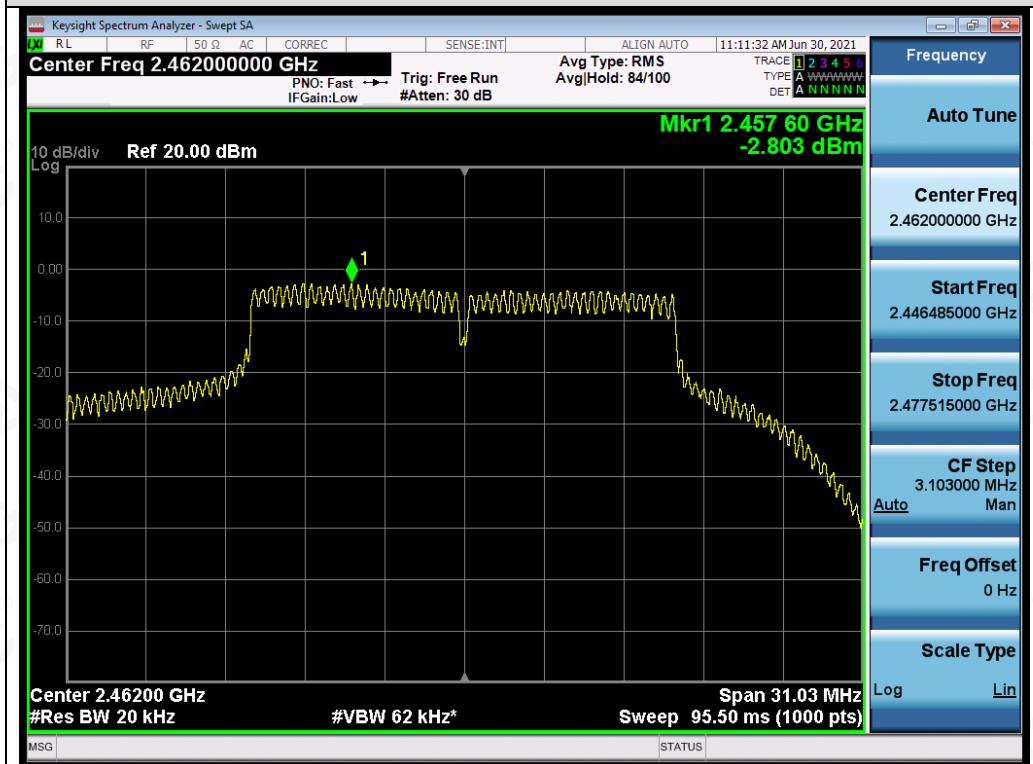 Keysight Spectrum Analyzer - Swept SA
LXI RL RF 50 Ω AC CORREC SENSE:INT ALIGN AUTO 11:11:32 AM Jun 30, 2021
Center Freq 2.462000000 GHz
PNO: Fast
IFGain:Low
Trig: Free Run
#Atten: 30 dB
Avg Type: RMS
Avg|Hold: 84/100
TRACE 1 2 3 4 5 6
TYPE A WWWWW
DET A N N N N N
Mkr1 2.457 60 GHz
-2.803 dBm
10 dB/div Ref 20.00 dBm
Log
10.0
0.00
-10.0
-20.0
-30.0
-40.0
-50.0
-60.0
-70.0
1
Center 2.46200 GHz Span 31.03 MHz
#Res BW 20 kHz #VBW 62 kHz* Sweep 95.50 ms (1000 pts)
MSG STATUS
Frequency
Auto Tune
Center Freq
2.462000000 GHz
Start Freq
2.446485000 GHz
Stop Freq
2.477515000 GHz
CF Step
3.103000 MHz
Auto Man
Freq Offset
0 Hz
Scale Type
Log Lin